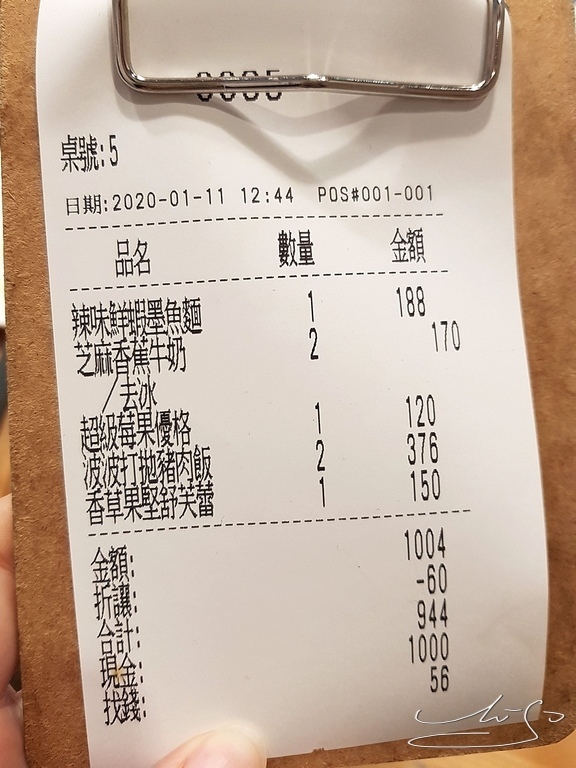 0005
桌號:5
日期:2020-01-11 12:44 POS#001-001
品名 數量 金額
辣味鮮蝦墨魚麵 1 188
芝麻香蕉牛奶 2 170
/去冰
超級莓果優格 1 120
波波打拋豬肉飯 2 376
香草果堅舒芙蕾 1 150
金額: 1004
折讓: -60
合計: 944
現金: 1000
找錢: 56